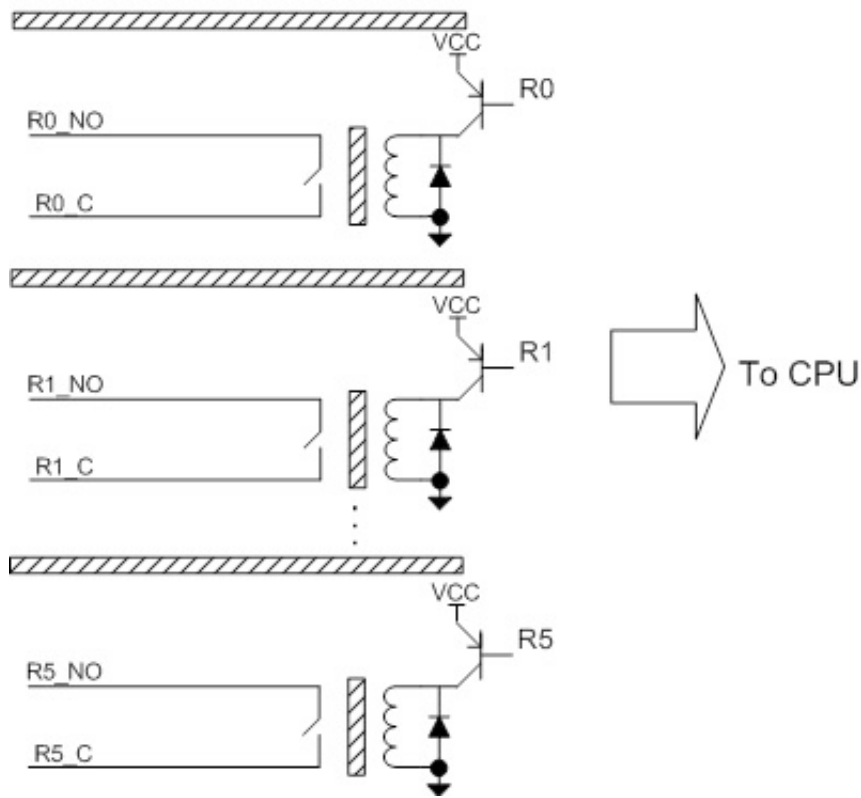 VCC
R0
R0_NO
R0_C
VCC
R1
R1_NO
To CPU
R1_C
VCC
R5
R5_NO
R5_C